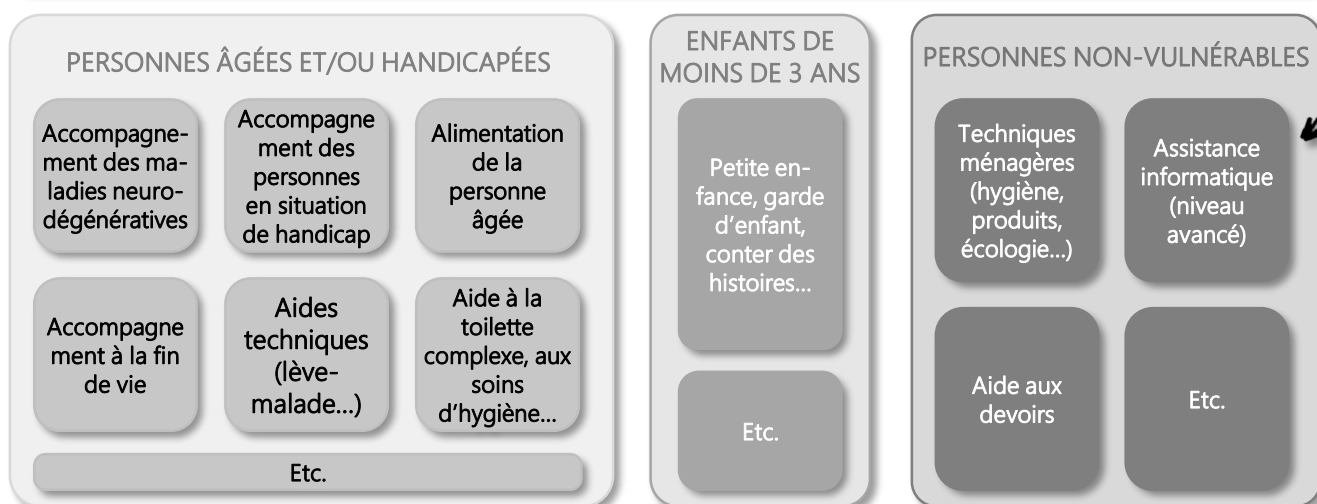 PERSONNES ÂGÉES ET/OU HANDICAPÉES
Accompagne-
ment des ma-
ladies neuro-
dégénératives
Accompagne
ment des
personnes
en situation
de handicap
Alimentation
de la
personne
âgée
Accompagne
ment à la fin
de vie
Aides
techniques
(lève-
malade...)
Aide à la
toilette
complexe, aux
soins
d'hygiène...
Etc.
ENFANTS DE
MOINS DE 3 ANS
Petite en-
fance, garde
d'enfant,
conter des
histoires...
Etc.
PERSONNES NON-VULNÉRABLES
Techniques
ménagères
(hygiène,
produits,
écologie...)
Assistance
informatique
(niveau
avancé)
Aide aux
devoirs
Etc.